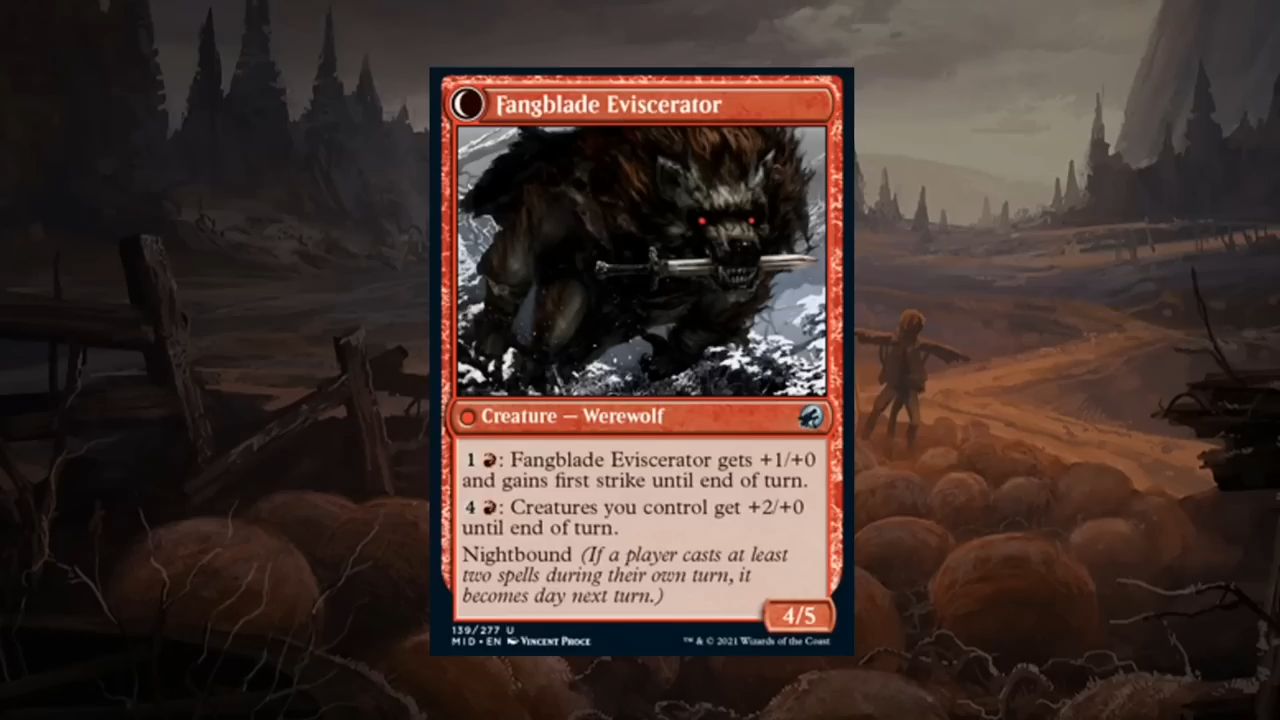 Fangblade Eviscerator
Creature — Werewolf
1 : Fangblade Eviscerator gets +1/+0
and gains first strike until end of turn.
4 : Creatures you control get +2/+0
until end of turn.
Nightbound (If a player casts at least
two spells during their own turn, it
becomes day next turn.)
4/5
139/277 U
MID • EN VINCENT PROCE
™ & © 2021 Wizards of the Coast